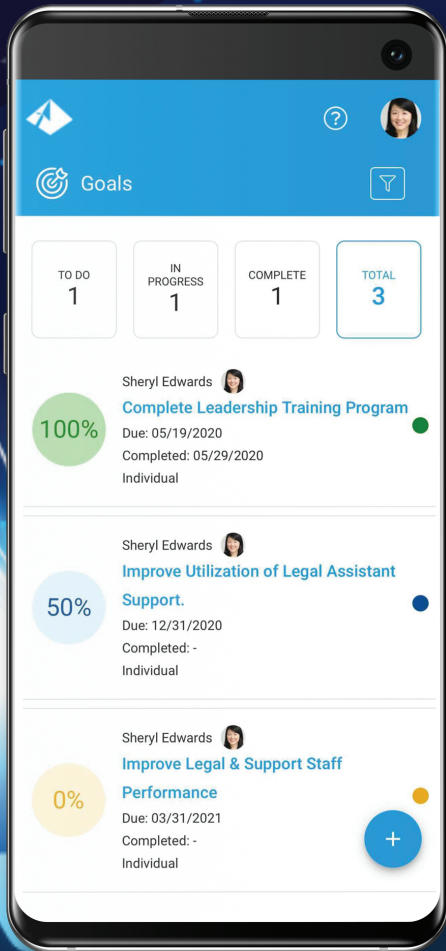 ?
Goals
TO DO
1
IN
PROGRESS
1
COMPLETE
1
TOTAL
3
Sheryl Edwards
Complete Leadership Training Program
100%
Due: 05/19/2020
Completed: 05/29/2020
Individual
Sheryl Edwards
Improve Utilization of Legal Assistant
Support.
50%
Due: 12/31/2020
Completed: -
Individual
Sheryl Edwards
Improve Legal & Support Staff
Performance
0%
Due: 03/31/2021
Completed: -
Individual
+